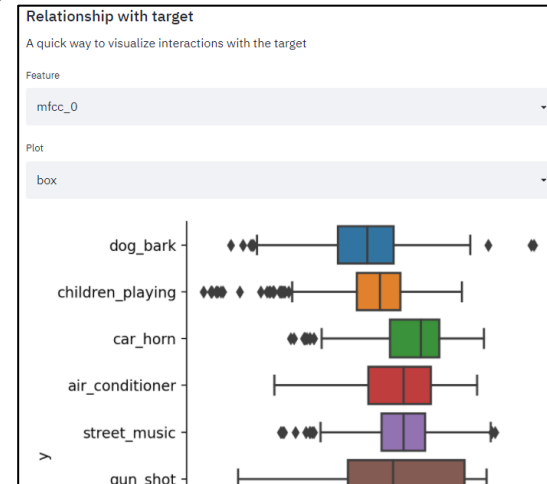 Relationship with target
A quick way to visualize interactions with the target
Feature
mfcc_0
Plot
box
dog_bark
children_playing
car_horn
air_conditioner
street_music
y
gun_shot